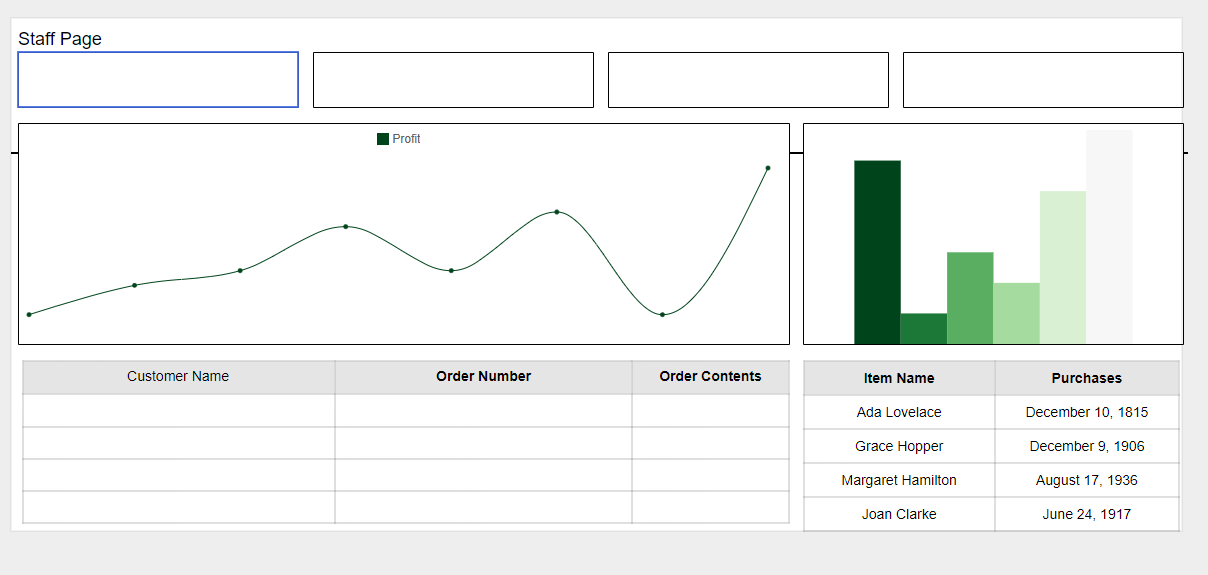 Staff Page
Profit
Customer Name Order Number Order Contents
Item Name Purchases
Ada Lovelace December 10, 1815
Grace Hopper December 9, 1906
Margaret Hamilton August 17, 1936
Joan Clarke June 24, 1917